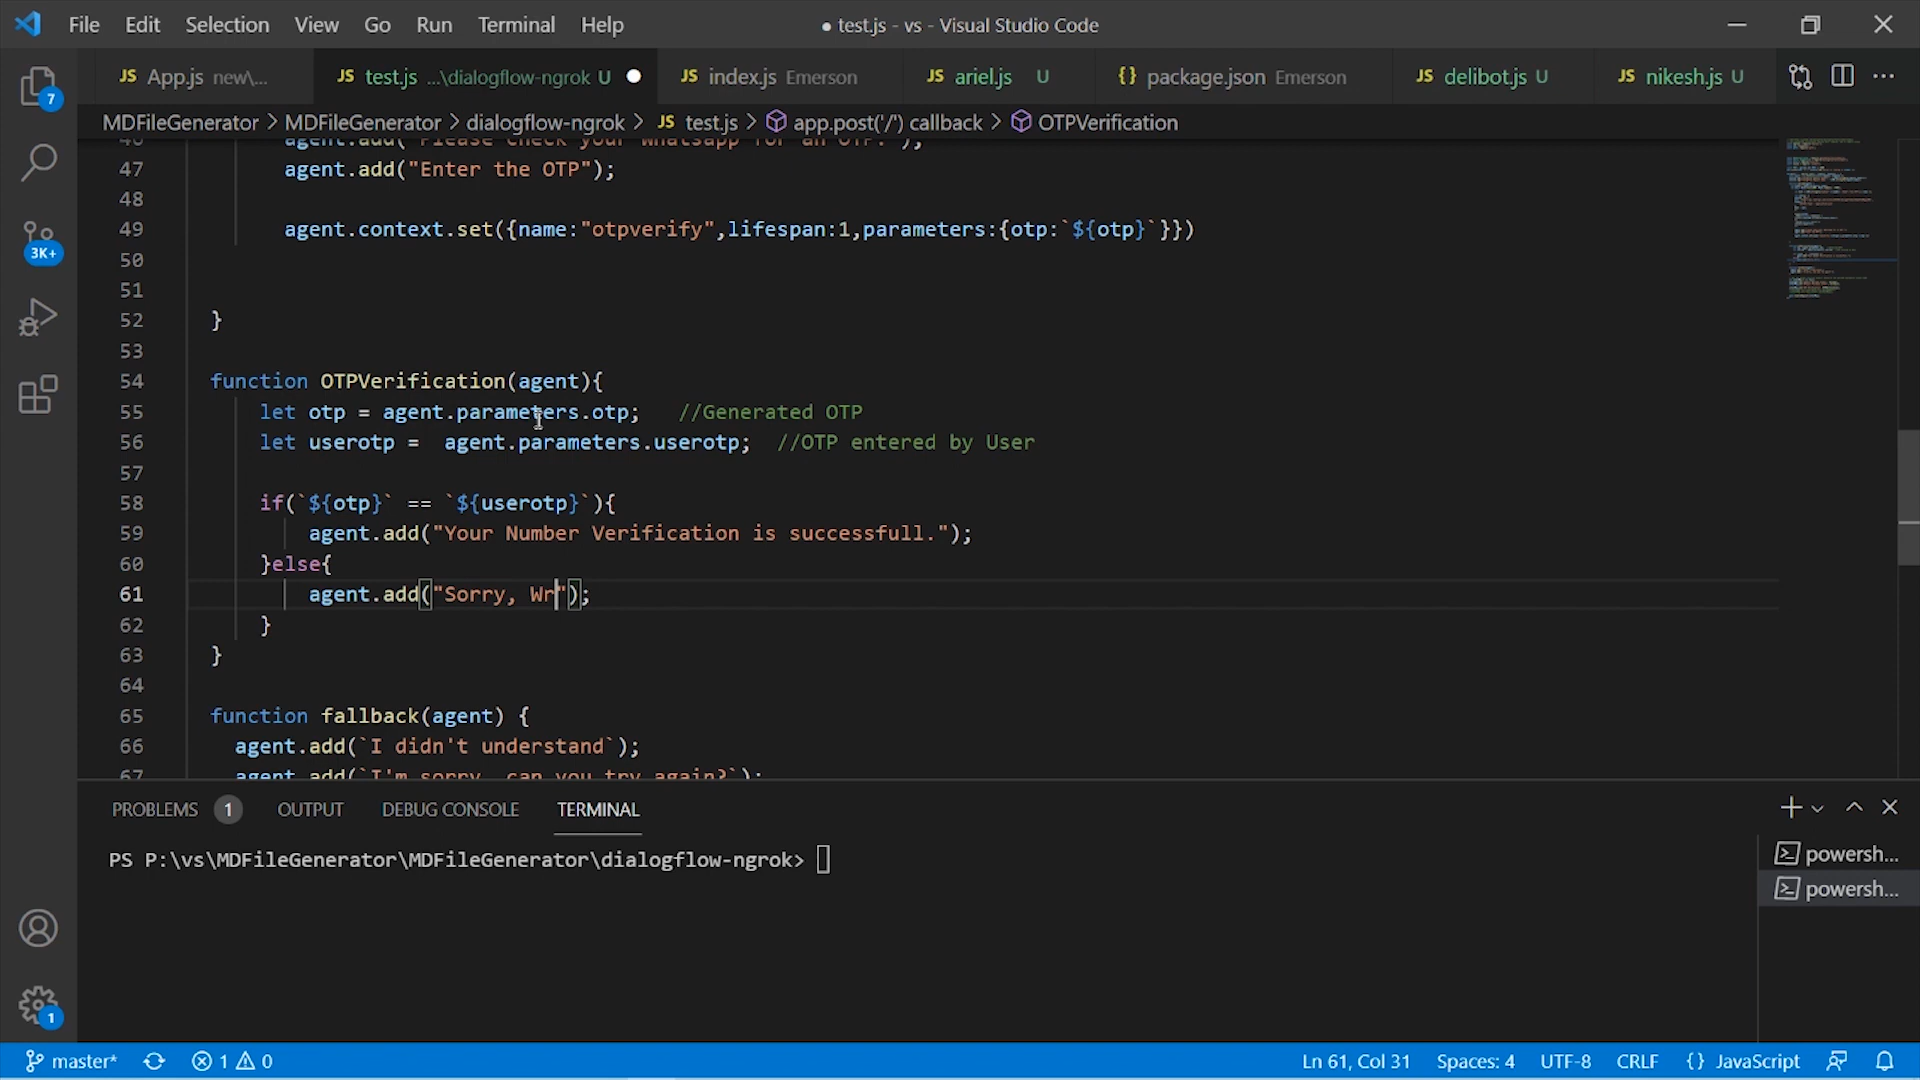 File Edit Selection View Go Run Terminal Help ● test.js - vs - Visual Studio Code
JS App.js new\... JS test.js ...\dialogflow-ngrok U ● JS index.js Emerson JS ariel.js U {} package.json Emerson JS delibot.js U JS nikesh.js U
MDFileGenerator > MDFileGenerator > dialogflow-ngrok > JS test.js > app.post('/') callback > OTPVerification
46 agent.add("Please check your Whatsapp for an OTP.");
47 agent.add("Enter the OTP");
48
49 agent.context.set({name:"otpverify",lifespan:1,parameters:{otp:`${otp}`}})
50
51
52 }
53
54 function OTPVerification(agent){
55 let otp = agent.parameters.otp; //Generated OTP
56 let userotp = agent.parameters.userotp; //OTP entered by User
57
58 if(`${otp}` == `${userotp}`){
59 agent.add("Your Number Verification is successfull.");
60 }else{
61 agent.add("Sorry, Wr");
62 }
63 }
64
65 function fallback(agent) {
66 agent.add(`I didn't understand`);
67 agent.add(`I'm sorry, can you try again?`);
7
3K+
1
PROBLEMS 1 OUTPUT DEBUG CONSOLE TERMINAL
PS P:\vs\MDFileGenerator\MDFileGenerator\dialogflow-ngrok>
powersh...
powersh...
master* 1 0 Ln 61, Col 31 Spaces: 4 UTF-8 CRLF {} JavaScript